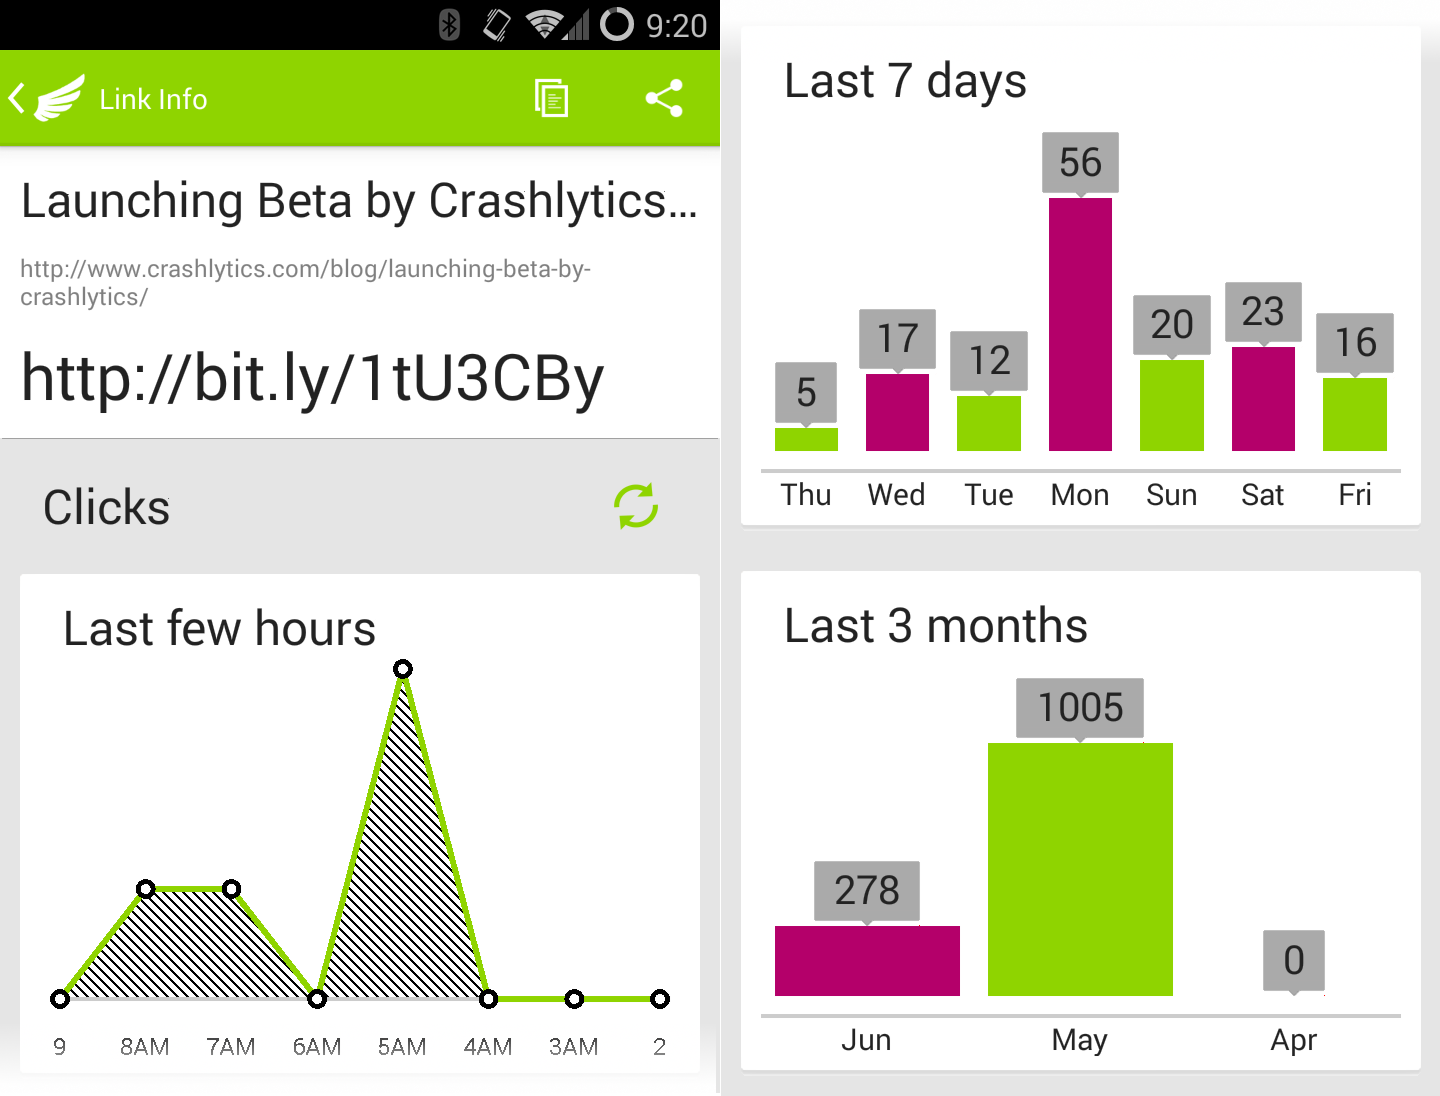 9:20
Link Info
Launching Beta by Crashlytics...
http://www.crashlytics.com/blog/launching-beta-by-
crashlytics/
http://bit.ly/1tU3CBy
Clicks
Last few hours
9 8AM 7AM 6AM 5AM 4AM 3AM 2
Last 7 days
5 17 12 56 20 23 16
Thu Wed Tue Mon Sun Sat Fri
Last 3 months
278 1005 0
Jun May Apr